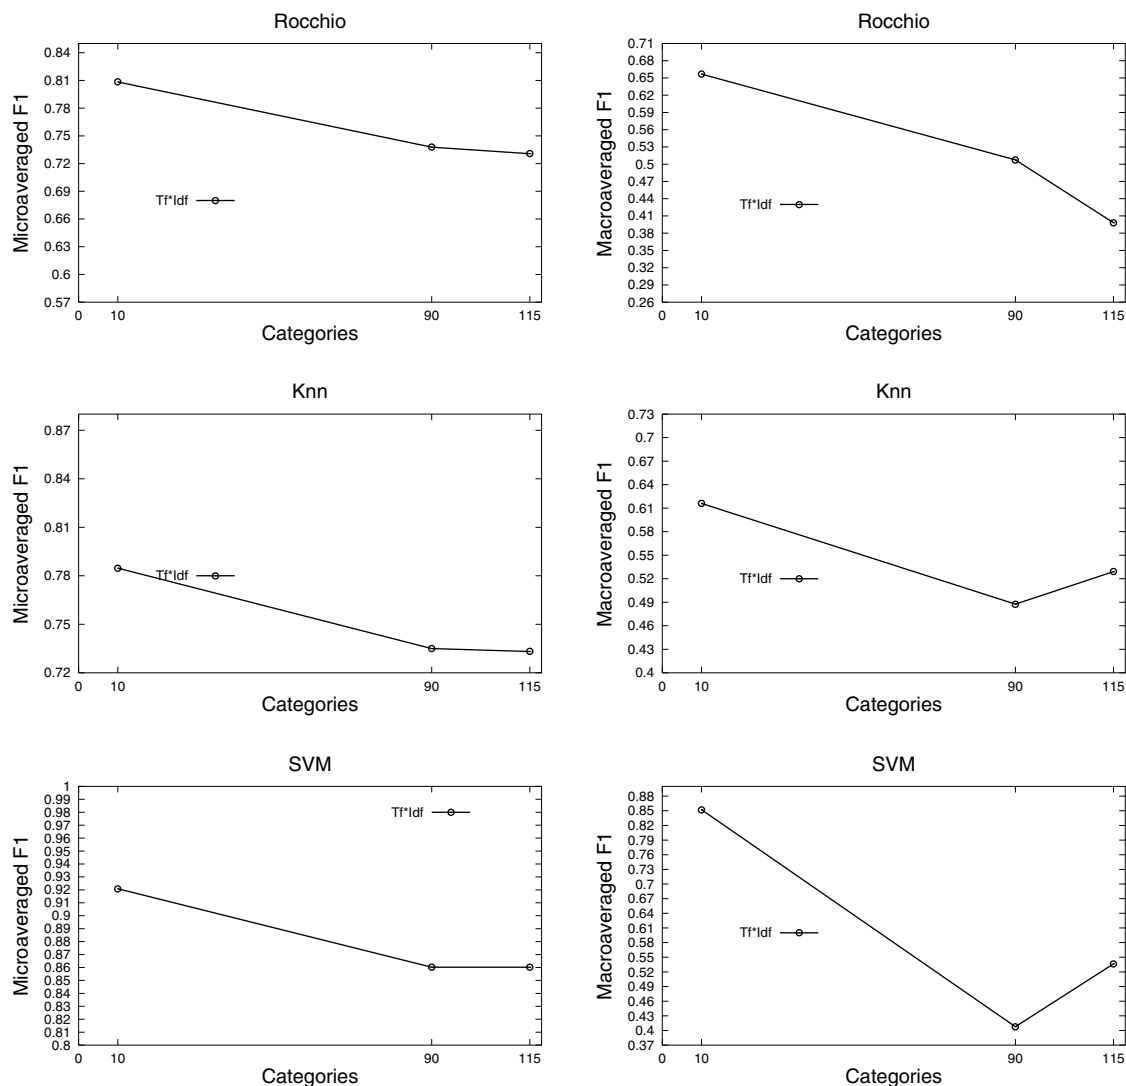 Rocchio
Microaveraged F1
0.84
0.81
0.78
0.75
0.72
0.69
0.66
0.63
0.6
0.57
Tf*Idf
0 10 90 115
Categories
Rocchio
Macroaveraged F1
0.71
0.68
0.65
0.62
0.59
0.56
0.53
0.5
0.47
0.44
0.41
0.38
0.35
0.32
0.29
0.26
Tf*Idf
0 10 90 115
Categories
Knn
Microaveraged F1
0.87
0.84
0.81
0.78
0.75
0.72
Tf*Idf
0 10 90 115
Categories
Knn
Macroaveraged F1
0.73
0.7
0.67
0.64
0.61
0.58
0.55
0.52
0.49
0.46
0.43
0.4
Tf*Idf
0 10 90 115
Categories
SVM
Microaveraged F1
1
0.99
0.98
0.97
0.96
0.95
0.94
0.93
0.92
0.91
0.9
0.89
0.88
0.87
0.86
0.85
0.84
0.83
0.82
0.81
0.8
Tf*Idf
0 10 90 115
Categories
SVM
Macroaveraged F1
0.88
0.85
0.82
0.79
0.76
0.73
0.7
0.67
0.64
0.61
0.58
0.55
0.52
0.49
0.46
0.43
0.4
0.37
Tf*Idf
0 10 90 115
Categories